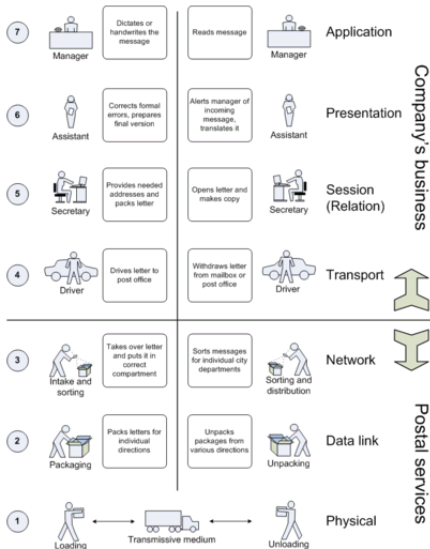 7
Dictates or
handwrites the
message
Manager
Reads message
Manager
Application
6
Corrects formal
errors, prepares
final version
Assistant
Alerts manager of
incoming
message,
translates it
Assistant
Presentation
5
Provides needed
addresses and
packs letter
Secretary
Opens letter and
makes copy
Secretary
Session
(Relation)
4
Drives letter to
post office
Driver
Withdraws letter
from mailbox or
post office
Driver
Transport
Company's business
3
Takes over letter
and puts it in
correct
compartment
Intake and
sorting
Sorts messages
for individual city
departments
Sorting and
distribution
Network
2
Packs letters for
individual
directions
Packaging
Unpacks
packages from
various directions
Unpacking
Data link
1
Loading
Transmissive medium
Unloading
Physical
Postal services